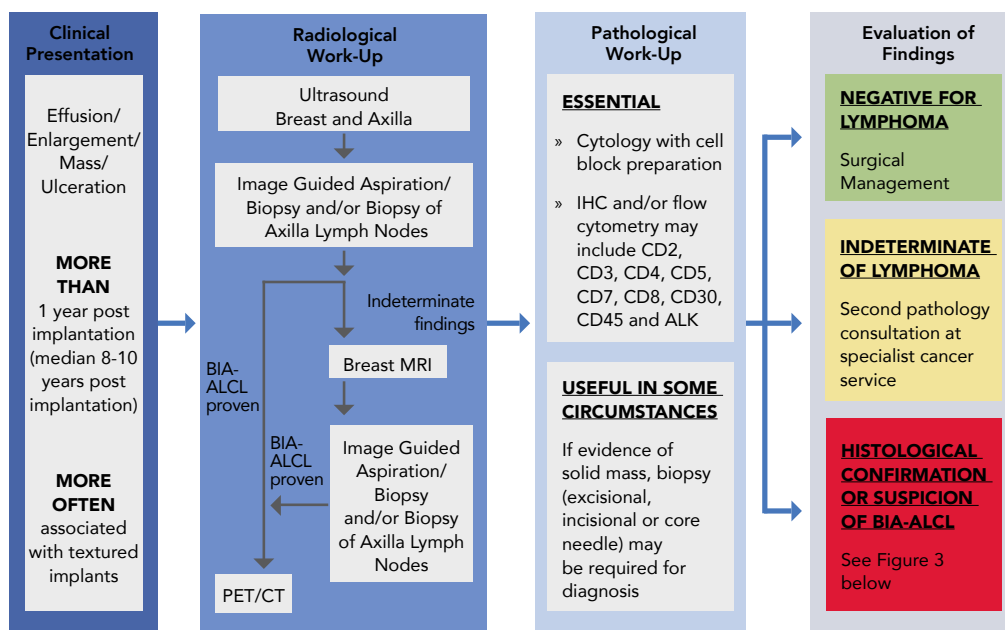 Clinical
Presentation
Effusion/
Enlargement/
Mass/
Ulceration
MORE
THAN
1 year post
implantation
(median 8-10
years post
implantation)
MORE
OFTEN
associated
with textured
implants
Radiological
Work-Up
Ultrasound
Breast and Axilla
Image Guided Aspiration/
Biopsy and/or Biopsy of
Axilla Lymph Nodes
Indeterminate
findings
BIA-
ALCL
proven
Breast MRI
BIA-
ALCL
proven
Image Guided
Aspiration/
Biopsy
and/or Biopsy
of Axilla Lymph
Nodes
PET/CT
Pathological
Work-Up
ESSENTIAL
» Cytology with cell
block preparation
» IHC and/or flow
cytometry may
include CD2,
CD3, CD4, CD5,
CD7, CD8, CD30,
CD45 and ALK
USEFUL IN SOME
CIRCUMSTANCES
If evidence of
solid mass, biopsy
(excisional,
incisional or core
needle) may
be required for
diagnosis
Evaluation of
Findings
NEGATIVE FOR
LYMPHOMA
Surgical
Management
INDETERMINATE
OF LYMPHOMA
Second pathology
consultation at
specialist cancer
service
HISTOLOGICAL
CONFIRMATION
OR SUSPICION
OF BIA-ALCL
See Figure 3
below